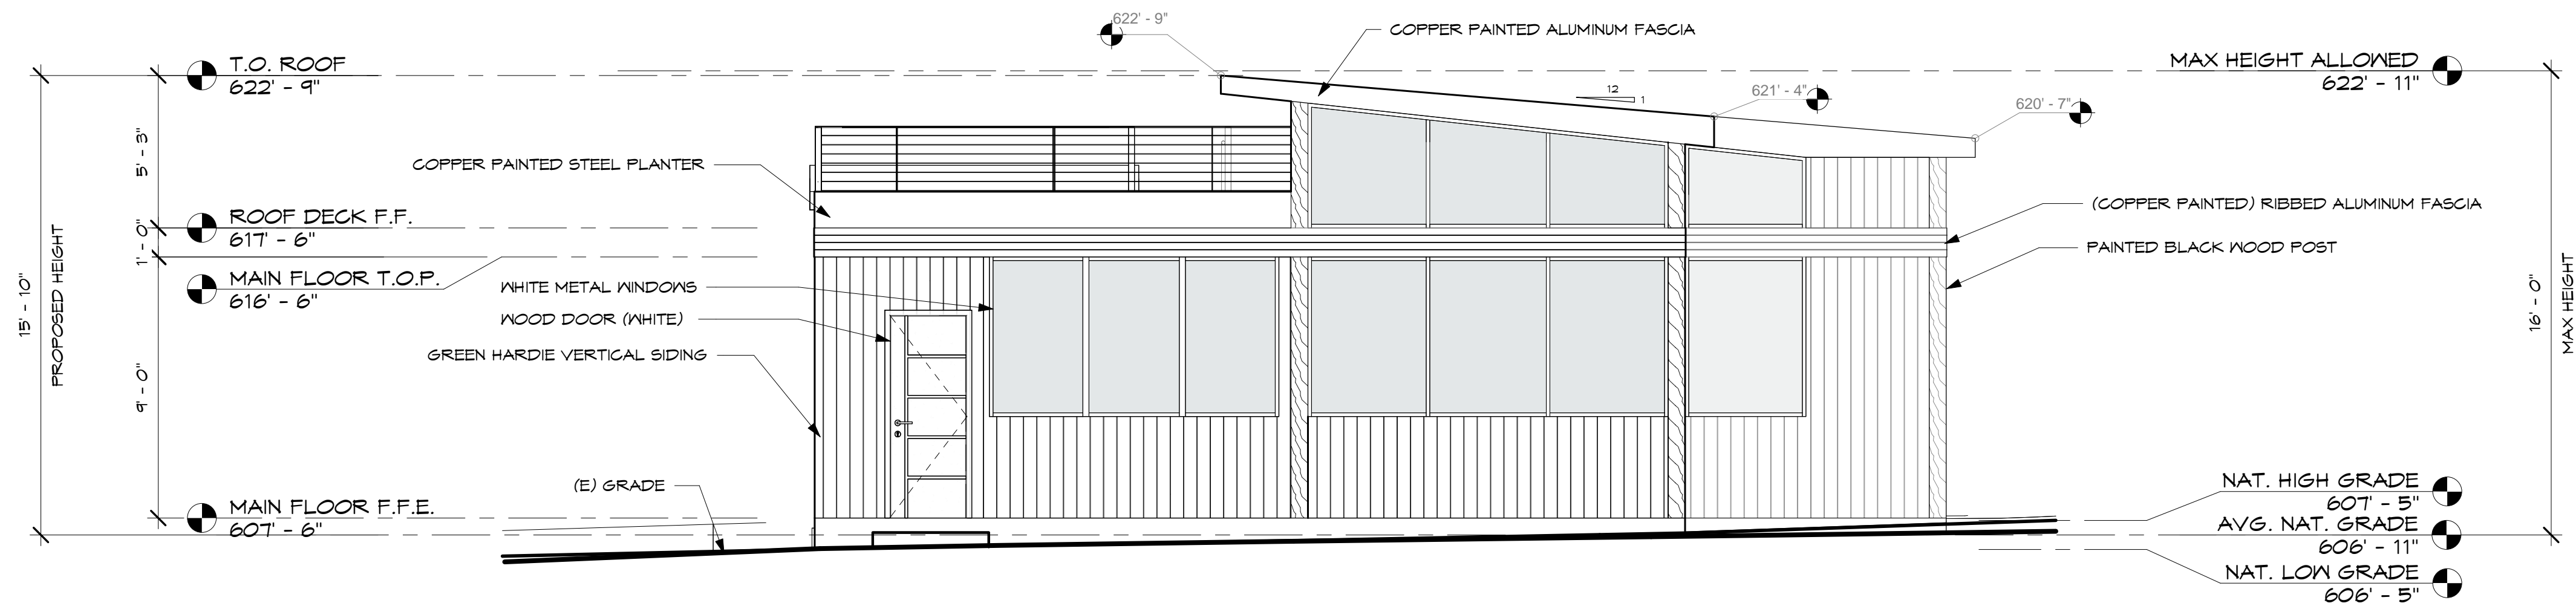 622' - 9"
COPPER PAINTED ALUMINUM FASCIA
T.O. ROOF
622' - 9"
MAX HEIGHT ALLOWED
622' - 11"
12
1
621' - 4"
620' - 7"
5' - 3"
COPPER PAINTED STEEL PLANTER
ROOF DECK F.F.
617' - 6"
(COPPER PAINTED) RIBBED ALUMINUM FASCIA
1' - 0"
PAINTED BLACK WOOD POST
MAIN FLOOR T.O.P.
616' - 6"
WHITE METAL WINDOWS
WOOD DOOR (WHITE)
GREEN HARDIE VERTICAL SIDING
15' - 10"
PROPOSED HEIGHT
9' - 0"
16' - 0"
MAX HEIGHT
(E) GRADE
MAIN FLOOR F.F.E.
607' - 6"
NAT. HIGH GRADE
607' - 5"
AVG. NAT. GRADE
606' - 11"
NAT. LOW GRADE
606' - 5"